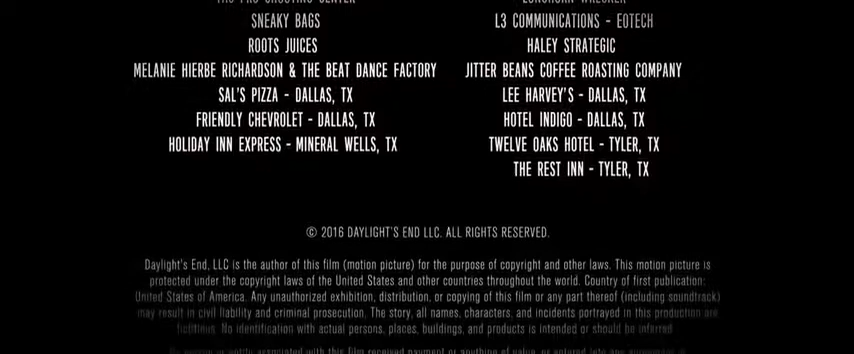 SNEAKY BAGS
ROOTS JUICES
MELANIE HIERBE RICHARDSON & THE BEAT DANCE FACTORY
SAL'S PIZZA - DALLAS, TX
FRIENDLY CHEVROLET - DALLAS, TX
HOLIDAY INN EXPRESS - MINERAL WELLS, TX
L3 COMMUNICATIONS - EOTECH
HALEY STRATEGIC
JITTER BEANS COFFEE ROASTING COMPANY
LEE HARVEY'S - DALLAS, TX
HOTEL INDIGO - DALLAS, TX
TWELVE OAKS HOTEL - TYLER, TX
THE REST INN - TYLER, TX
© 2016 DAYLIGHT'S END LLC. ALL RIGHTS RESERVED.
Daylight's End, LLC is the author of this film (motion picture) for the purpose of copyright and other laws. This motion picture is
protected under the copyright laws of the United States and other countries throughout the world. Country of first publication:
United States of America. Any unauthorized exhibition, distribution, or copying of this film or any part thereof (including soundtrack)
may result in civil liability and criminal prosecution. The story, all names, characters, and incidents portrayed in this production are
fictitious. No identification with actual persons, places, buildings, and products is intended or should be inferred.